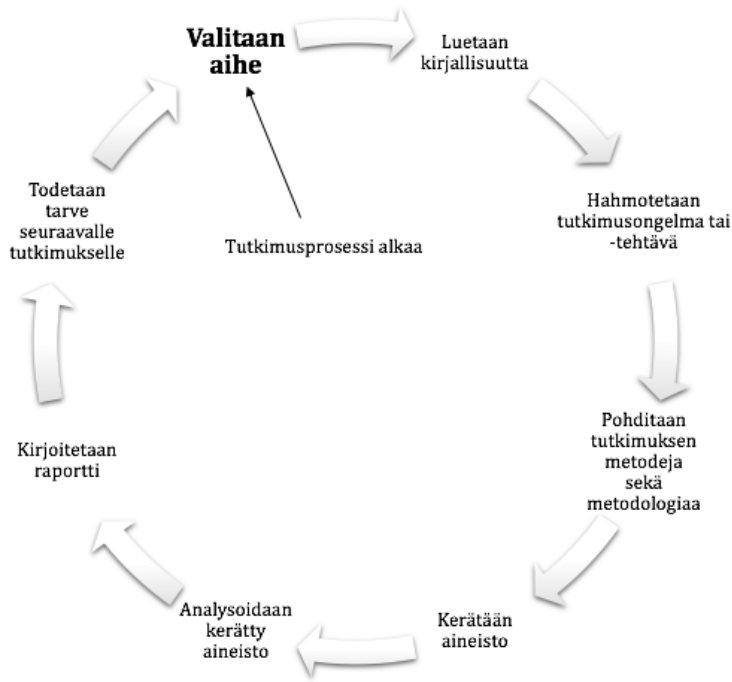 Valitaan
aihe
Luetaan
kirjallisuutta
Hahmotetaan
tutkimusongelma tai
-tehtävä
Pohditaan
tutkimuksen
metodeja
sekä
metodologiaa
Kerätään
aineisto
Analysoidaan
kerätty
aineisto
Kirjoitetaan
raportti
Todetaan
tarve
seuraavalle
tutkimukselle
Tutkimusprosessi alkaa